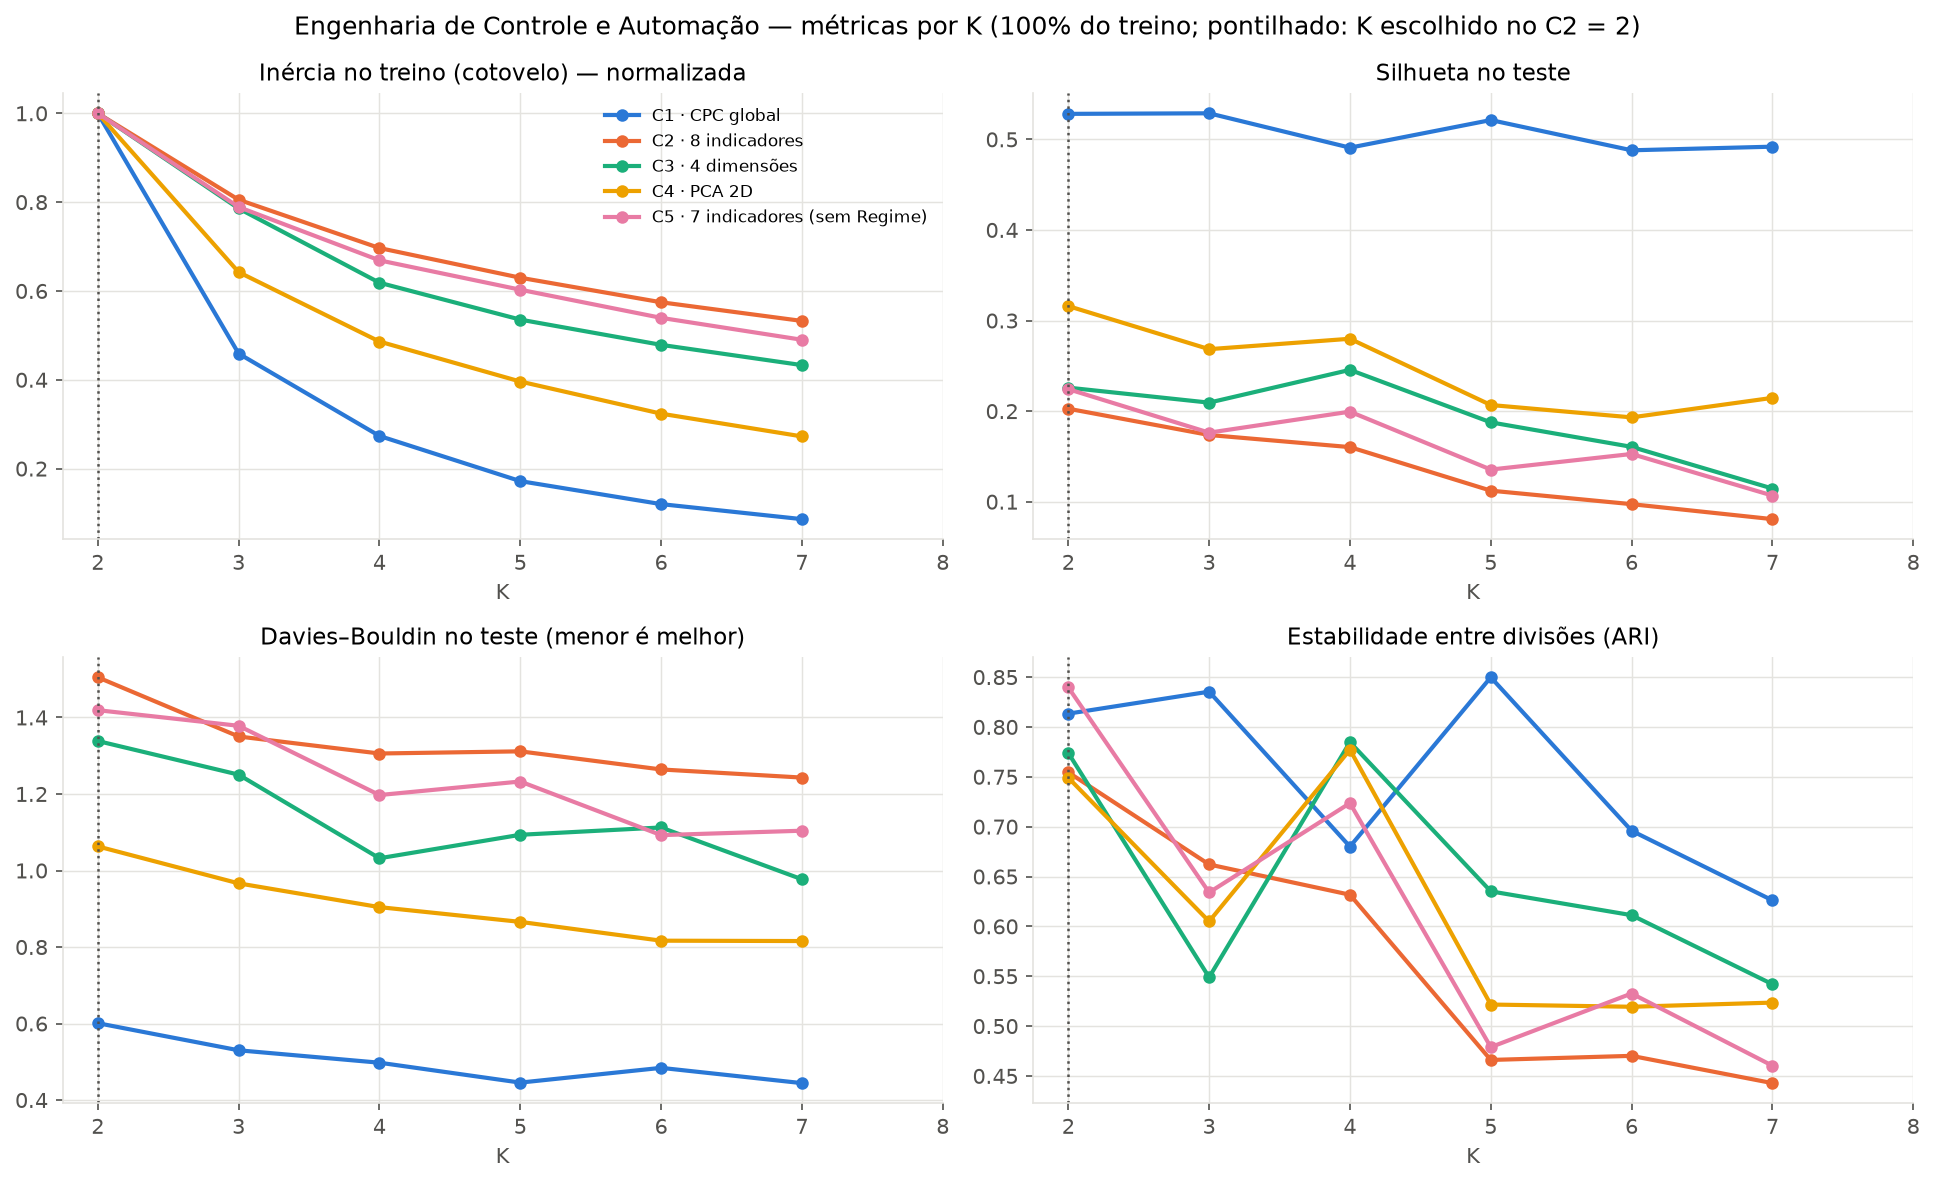 Engenharia de Controle e Automação — métricas por K (100% do treino; pontilhado: K escolhido no C2 = 2)
Inércia no treino (cotovelo) — normalizada
1.0
0.8
0.6
0.4
0.2
C1 · CPC global
C2 · 8 indicadores
C3 · 4 dimensões
C4 · PCA 2D
C5 · 7 indicadores (sem Regime)
2 3 4 5 6 7 8
K
Silhueta no teste
0.5
0.4
0.3
0.2
0.1
2 3 4 5 6 7 8
K
Davies–Bouldin no teste (menor é melhor)
1.4
1.2
1.0
0.8
0.6
0.4
2 3 4 5 6 7 8
K
Estabilidade entre divisões (ARI)
0.85
0.80
0.75
0.70
0.65
0.60
0.55
0.50
0.45
2 3 4 5 6 7 8
K